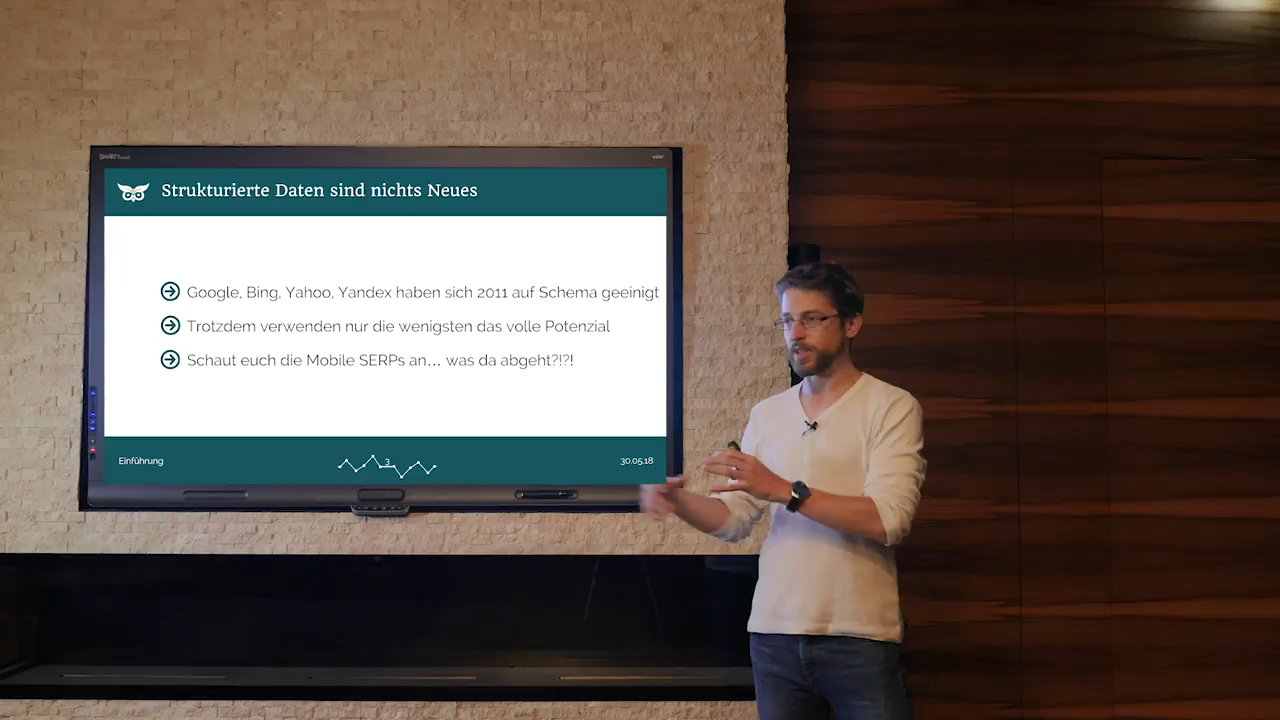 SMART
Strukturierte Daten sind nichts Neues
Google, Bing, Yahoo, Yandex haben sich 2011 auf Schema geeinigt
Trotzdem verwenden nur die wenigsten das volle Potenzial
Schaut euch die Mobile SERPs an… was da abgeht?!?!
Einführung
3
30.05.18